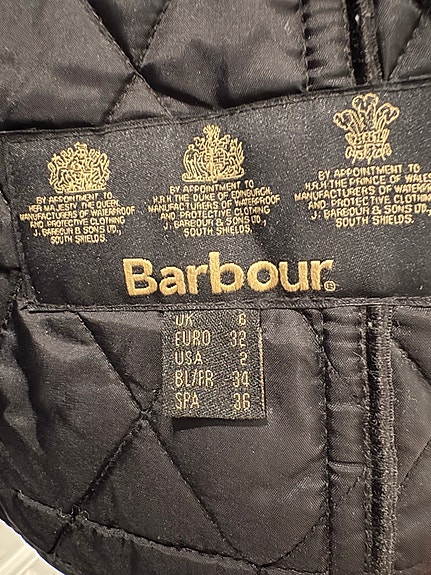 BY APPOINTMENT TO
HER MAJESTY THE QUEEN
MANUFACTURERS OF WATERPROOF
AND PROTECTIVE CLOTHING
J. BARBOUR & SONS LTD.,
SOUTH SHIELDS.
BY APPOINTMENT TO
H.R.H. THE DUKE OF EDINBURGH,
MANUFACTURERS OF WATERPROOF
AND PROTECTIVE CLOTHING
J. BARBOUR & SONS LTD.,
SOUTH SHIELDS.
BY APPOINTMENT TO
H.R.H. THE PRINCE OF WALES
MANUFACTURERS OF
AND PROTECTIVE CLOTHING
J. BARBOUR & SONS LTD.,
SOUTH SHIELDS.
Barbour®
UK 6
EURO 32
USA 2
BL/FR 34
SPA 36